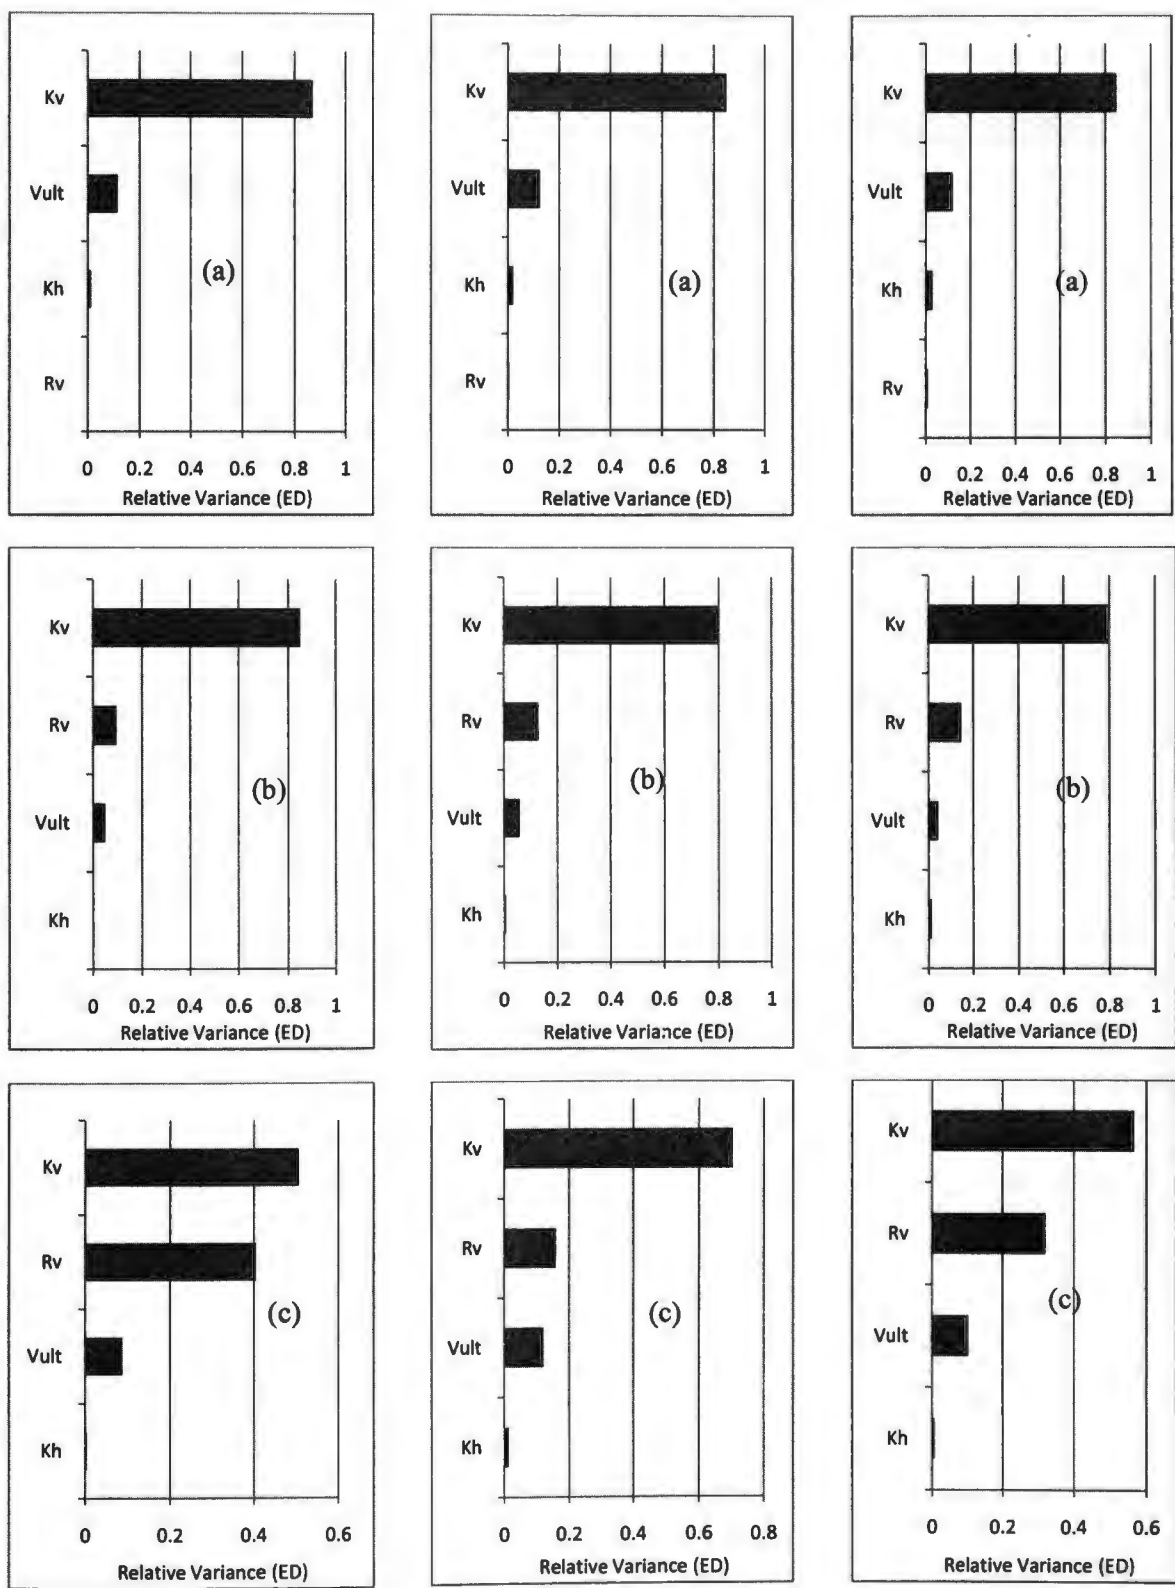 Kv
Vult
Kh
Rv
(a)
0 0.2 0.4 0.6 0.8 1
Relative Variance (ED)
Kv
Vult
Kh
Rv
(a)
0 0.2 0.4 0.6 0.8 1
Relative Variance (ED)
Kv
Vult
Kh
Rv
(a)
0 0.2 0.4 0.6 0.8 1
Relative Variance (ED)
Kv
Rv
Vult
Kh
(b)
0 0.2 0.4 0.6 0.8 1
Relative Variance (ED)
Kv
Rv
Vult
Kh
(b)
0 0.2 0.4 0.6 0.8 1
Relative Variance (ED)
Kv
Rv
Vult
Kh
(b)
0 0.2 0.4 0.6 0.8 1
Relative Variance (ED)
Kv
Rv
Vult
Kh
(c)
0 0.2 0.4 0.6
Relative Variance (ED)
Kv
Rv
Vult
Kh
(c)
0 0.2 0.4 0.6 0.8
Relative Variance (ED)
Kv
Rv
Vult
Kh
(c)
0 0.2 0.4 0.6
Relative Variance (ED)